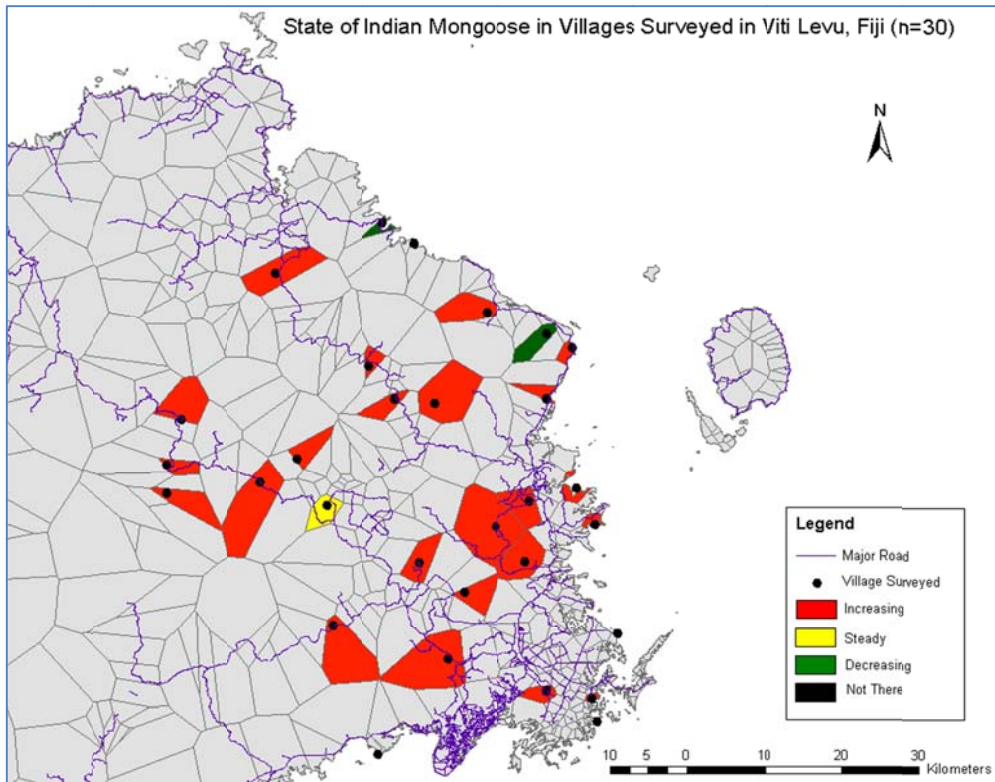 State of Indian Mongoose in Villages Surveyed in Viti Levu, Fiji (n=30)
N
Legend
Major Road
Village Surveyed
Increasing
Steady
Decreasing
Not There
10 5 0 10 20 30
Kilometers